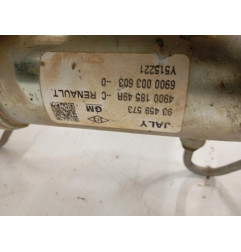 JALY
93 459 573
GM
4900 185 49R --C RENAULT.
6900 003 603 -D
Y515221